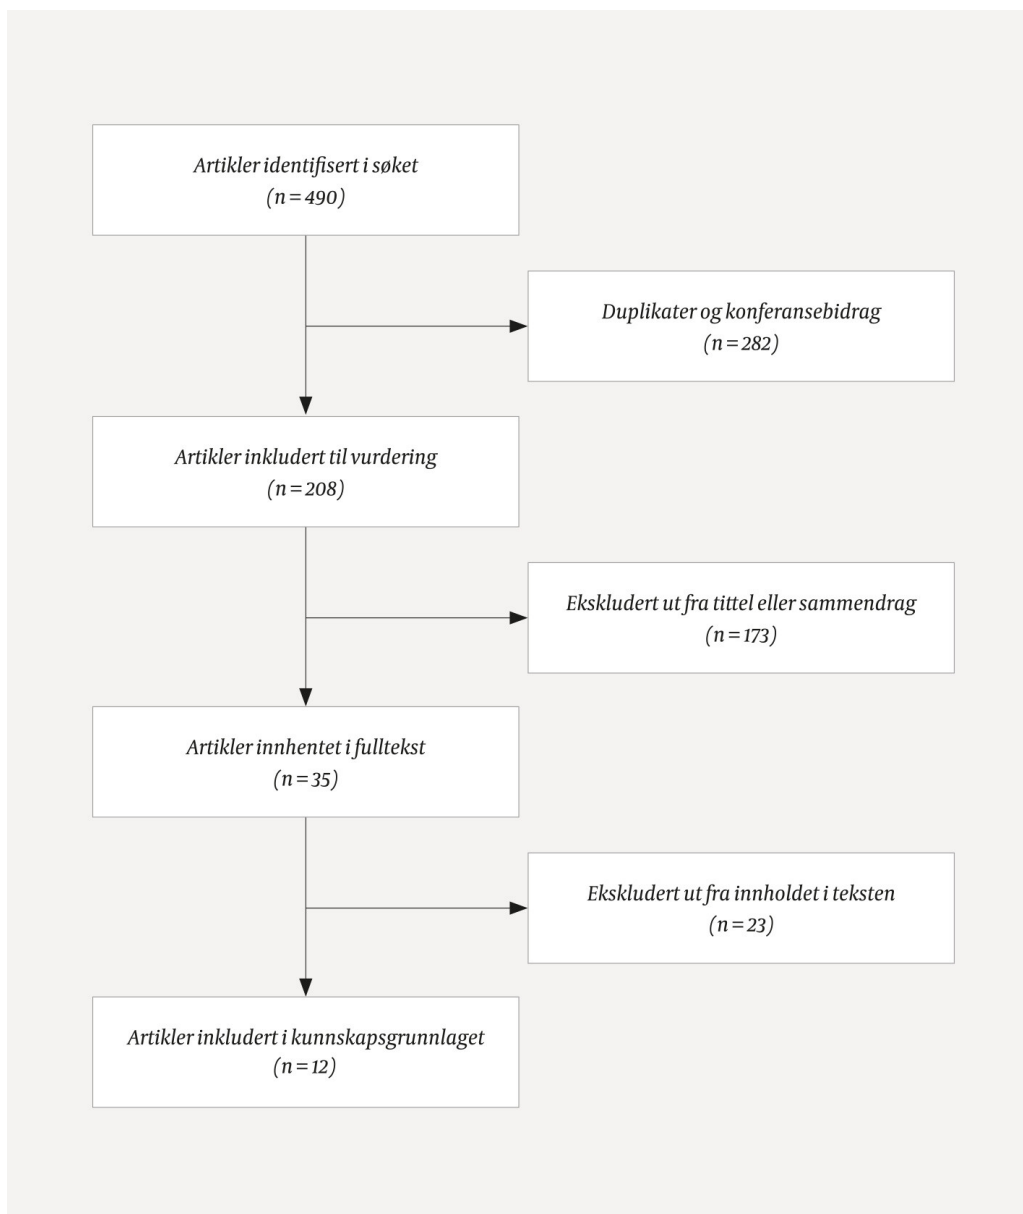 Artikler identifisert i søket
(n = 490)
Duplikater og konferansebidrag
(n = 282)
Artikler inkludert til vurdering
(n = 208)
Ekskludert ut fra tittel eller sammendrag
(n = 173)
Artikler innhentet i fulltekst
(n = 35)
Ekskludert ut fra innholdet i teksten
(n = 23)
Artikler inkludert i kunnskapsgrunnlaget
(n = 12)